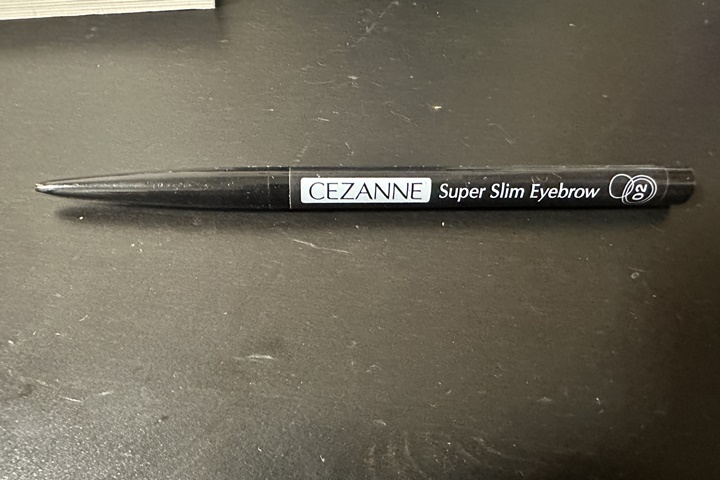 CEZANNE Super Slim Eyebrow 02